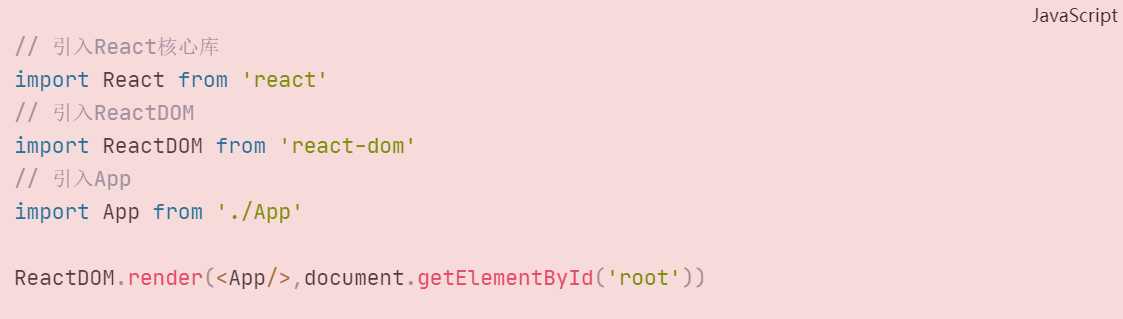 JavaScript
// 引入React核心库
import React from 'react'
// 引入ReactDOM
import ReactDOM from 'react-dom'
// 引入App
import App from './App'
ReactDOM.render(<App/>,document.getElementById('root'))